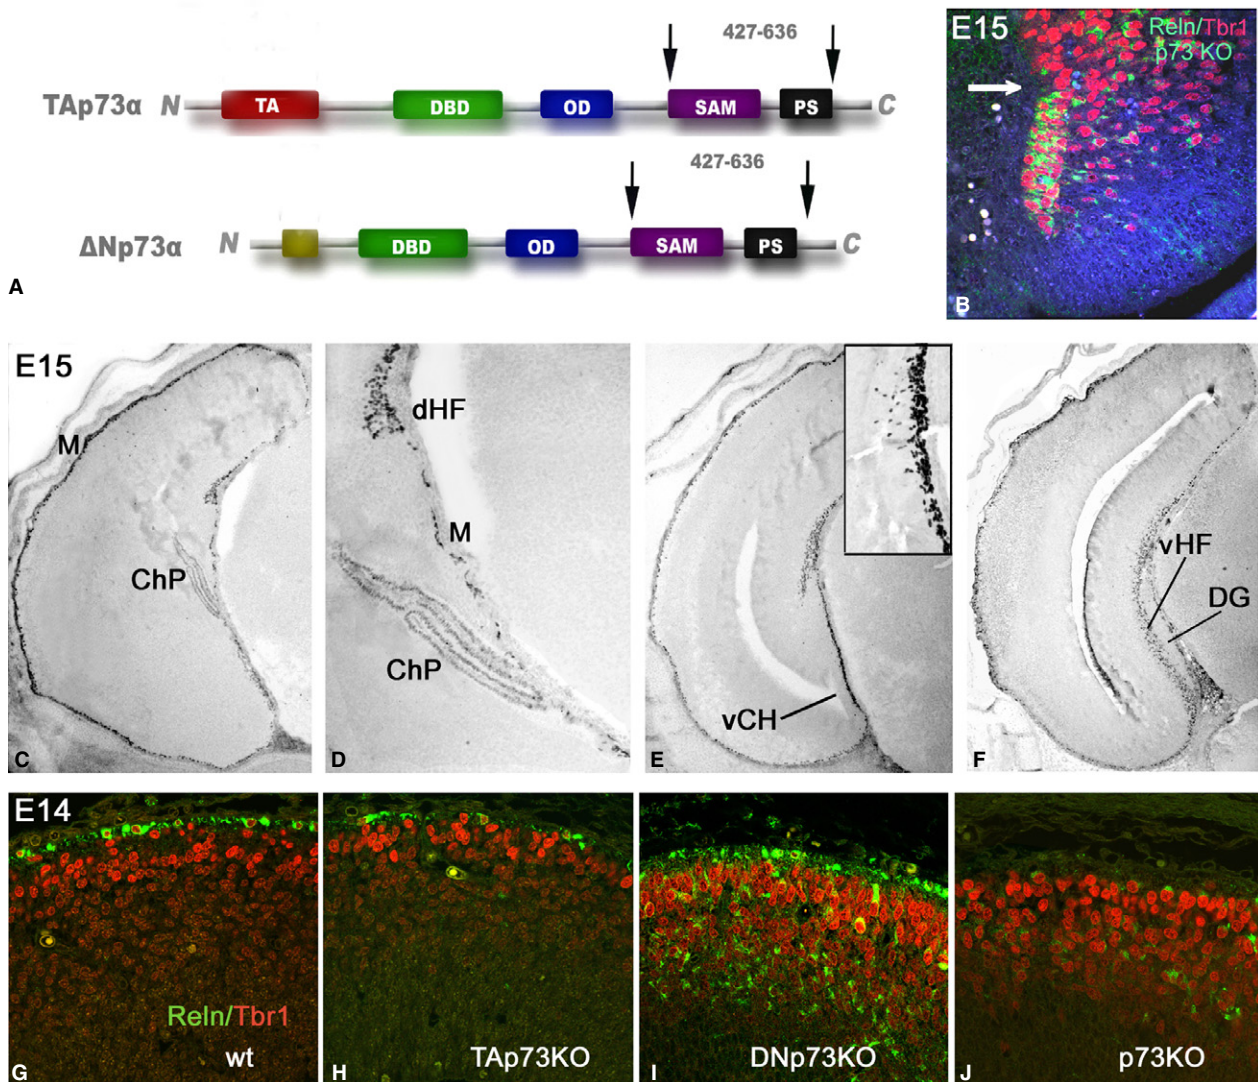 427-636
TAp73α N TA DBD OD SAM PS C
427-636
ΔNp73α N DBD OD SAM PS C
A
E15 Reln/Tbr1
p73 KO
B
E15
M
ChP
C
dHF
M
ChP
D
vCH
E
vHF
DG
F
E14
Reln/Tbr1
wt
G
TAp73KO
H
DNp73KO
I
p73KO
J